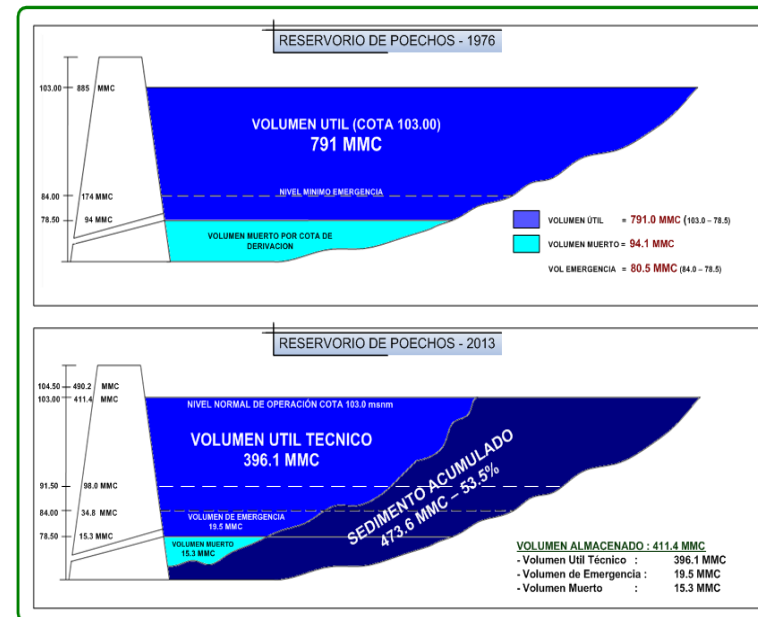 RESERVORIO DE POECHOS - 1976
103.00 885 MMC
VOLUMEN UTIL (COTA 103.00)
791 MMC
84.00 174 MMC
NIVEL MINIMO EMERGENCIA
78.50 94 MMC
VOLUMEN MUERTO POR COTA DE
DERIVACION
VOLUMEN ÚTIL = 791.0 MMC (103.0 – 78.5)
VOLUMEN MUERTO = 94.1 MMC
VOL EMERGENCIA = 80.5 MMC (84.0 – 78.5)
RESERVORIO DE POECHOS - 2013
104.50 490.2 MMC
103.00 411.4 MMC
NIVEL NORMAL DE OPERACIÓN COTA 103.0 msnm
VOLUMEN UTIL TECNICO
396.1 MMC
SEDIMENTO ACUMULADO
473.6 MMC – 53.5%
91.50 98.0 MMC
84.00 34.8 MMC
VOLUMEN DE EMERGENCIA
19.5 MMC
78.50 15.3 MMC
VOLUMEN MUERTO
15.3 MMC
VOLUMEN ALMACENADO : 411.4 MMC
- Volumen Util Técnico : 396.1 MMC
- Volumen de Emergencia : 19.5 MMC
- Volumen Muerto : 15.3 MMC